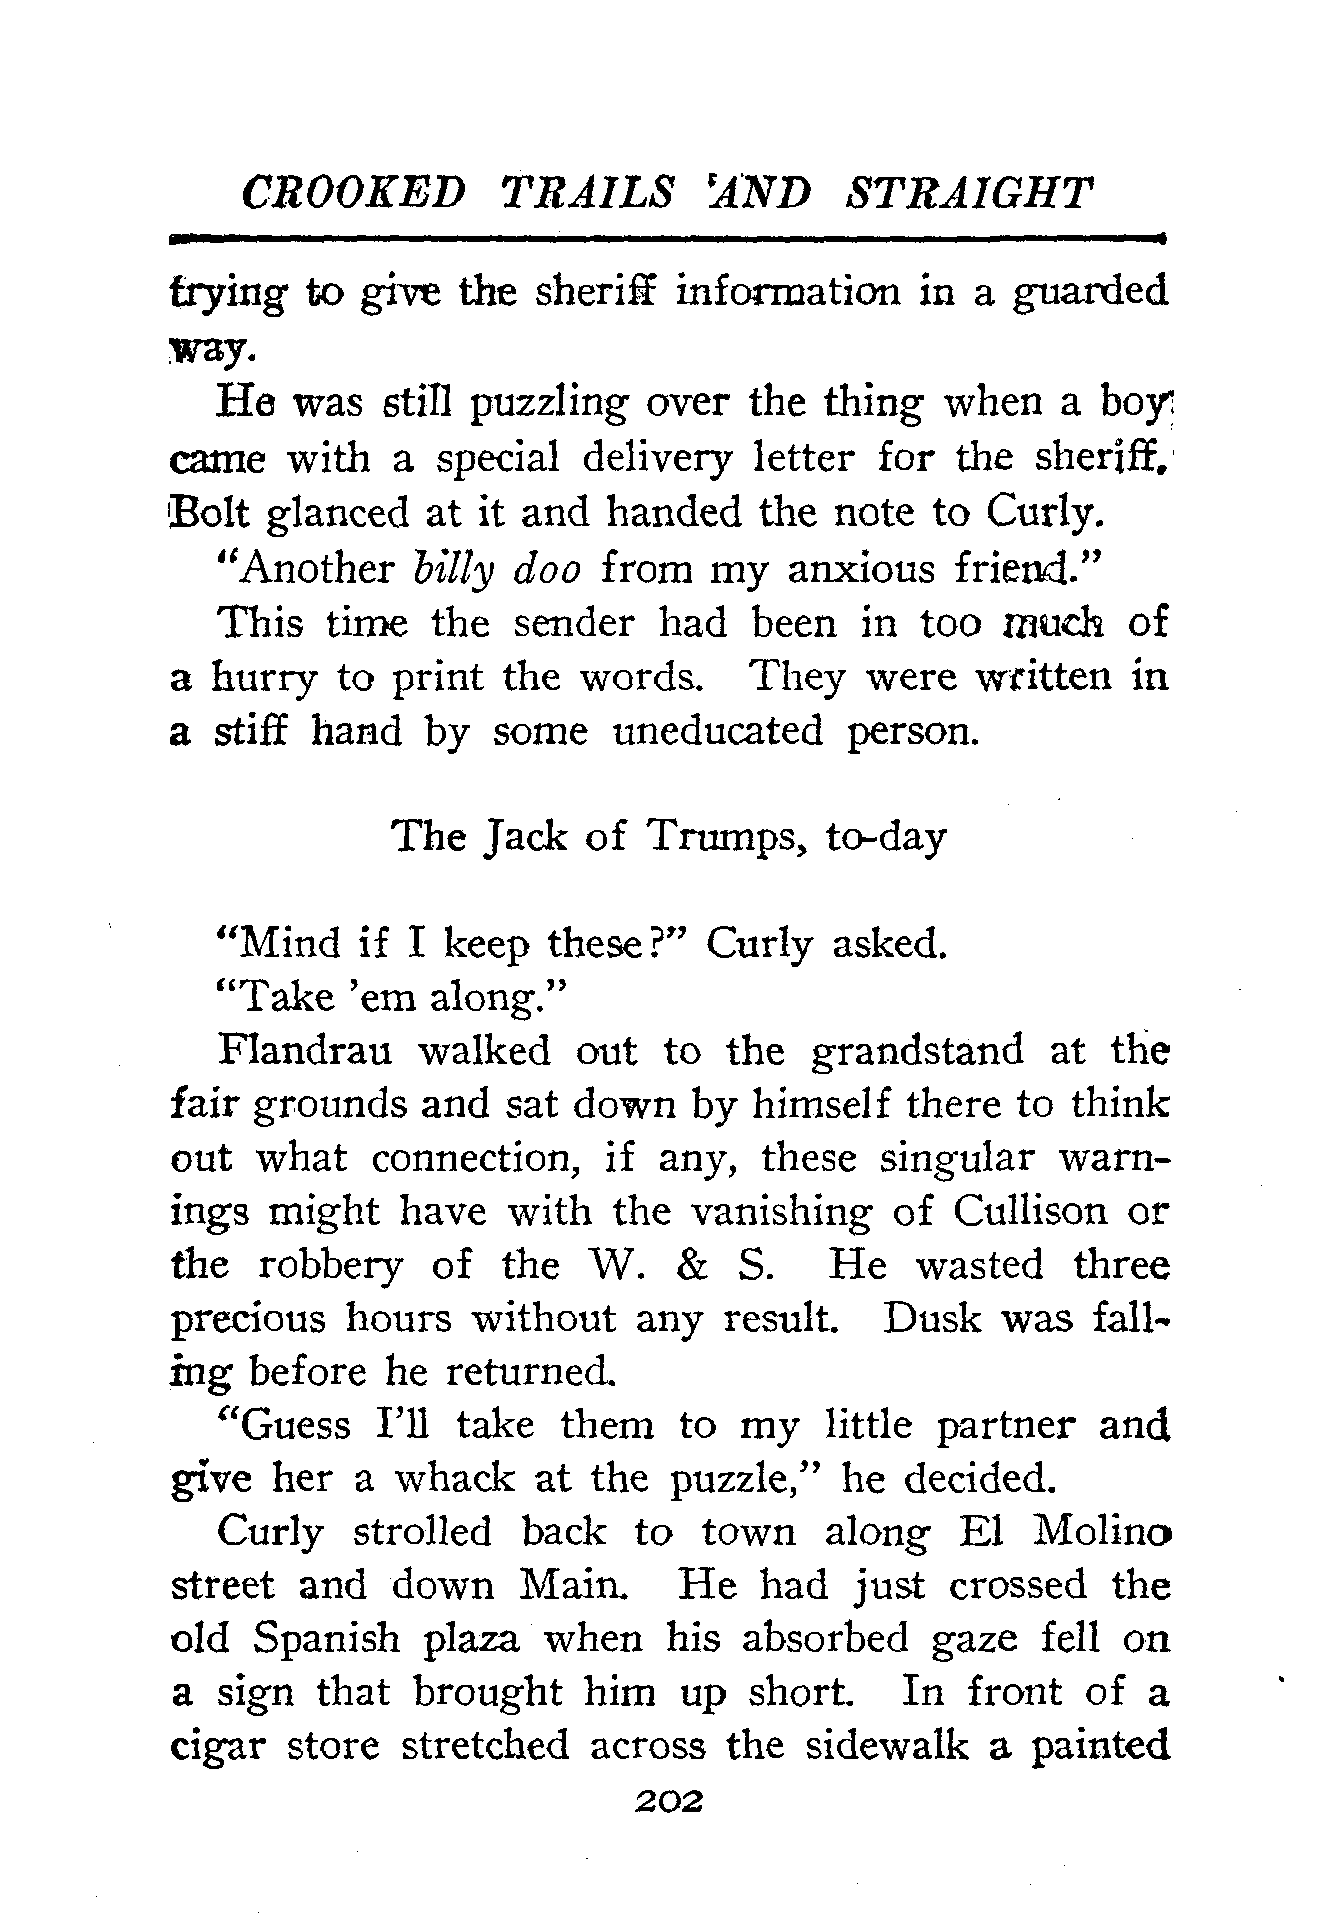 CROOKED TRAILS AND STRAIGHT
trying to give the sheriff information in a guarded
way.
He was still puzzling over the thing when a boy
came with a special delivery letter for the sheriff.
Bolt glanced at it and handed the note to Curly.
“Another billy doo from my anxious friend.”
This time the sender had been in too much of
a hurry to print the words. They were written in
a stiff hand by some uneducated person.
The Jack of Trumps, to-day
“Mind if I keep these?” Curly asked.
“Take ’em along.”
Flandrau walked out to the grandstand at the
fair grounds and sat down by himself there to think
out what connection, if any, these singular warn-
ings might have with the vanishing of Cullison or
the robbery of the W. & S. He wasted three
precious hours without any result. Dusk was fall-
ing before he returned.
“Guess I’ll take them to my little partner and
give her a whack at the puzzle,” he decided.
Curly strolled back to town along El Molino
street and down Main. He had just crossed the
old Spanish plaza when his absorbed gaze fell on
a sign that brought him up short. In front of a
cigar store stretched across the sidewalk a painted
202